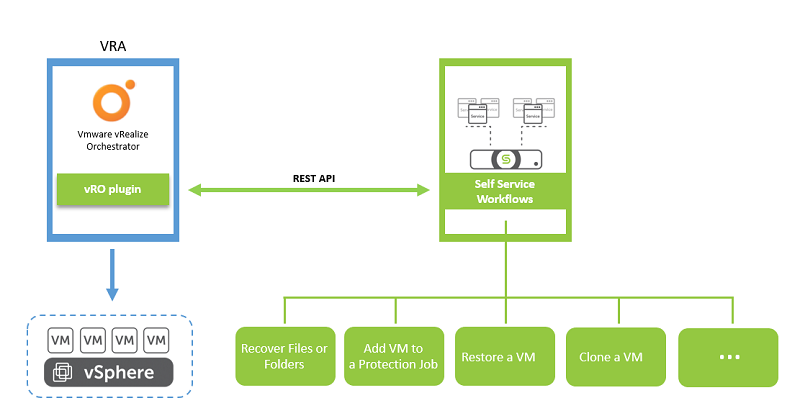 VRA
Vmware vRealize
Orchestrator
vRO plugin
REST API
Service
Service
Self Service
Workflows
VM VM VM VM
vSphere
Recover Files or
Folders
Add VM to
a Protection Job
Restore a VM
Clone a VM
...